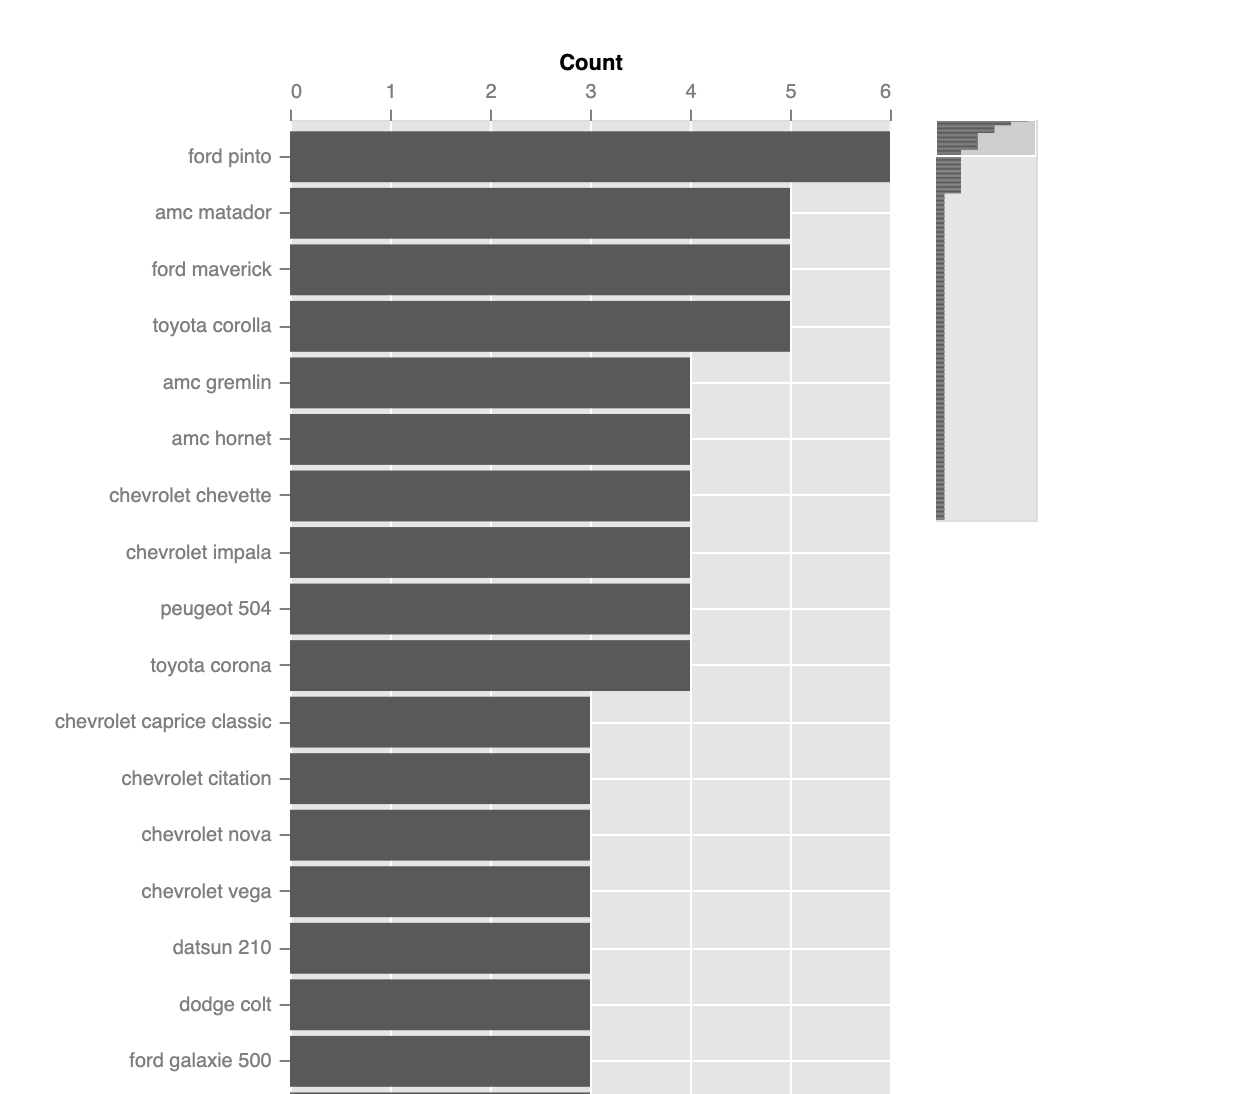 Count
0 1 2 3 4 5 6
ford pinto
amc matador
ford maverick
toyota corolla
amc gremlin
amc hornet
chevrolet chevette
chevrolet impala
peugeot 504
toyota corona
chevrolet caprice classic
chevrolet citation
chevrolet nova
chevrolet vega
datsun 210
dodge colt
ford galaxie 500